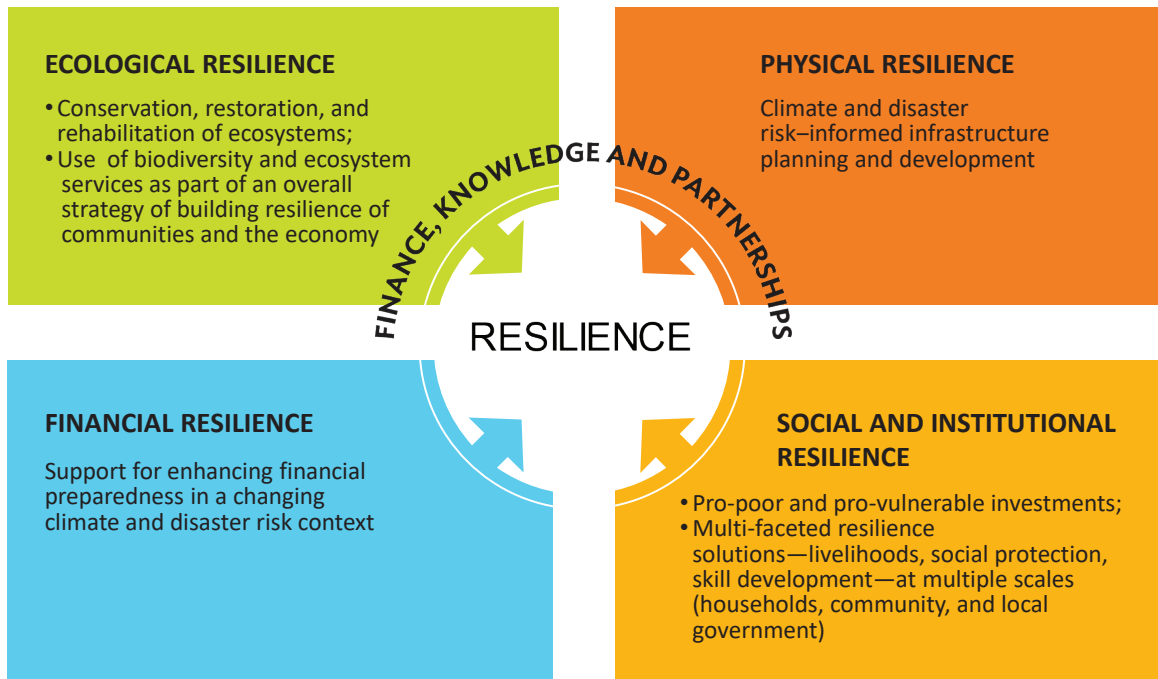 ECOLOGICAL RESILIENCE
• Conservation, restoration, and
rehabilitation of ecosystems;
• Use of biodiversity and ecosystem
services as part of an overall
strategy of building resilience of
communities and the economy
PHYSICAL RESILIENCE
Climate and disaster
risk–informed infrastructure
planning and development
FINANCE, KNOWLEDGE AND PARTNERSHIPS
RESILIENCE
FINANCIAL RESILIENCE
Support for enhancing financial
preparedness in a changing
climate and disaster risk context
SOCIAL AND INSTITUTIONAL
RESILIENCE
• Pro-poor and pro-vulnerable investments;
• Multi-faceted resilience
solutions—livelihoods, social protection,
skill development—at multiple scales
(households, community, and local
government)